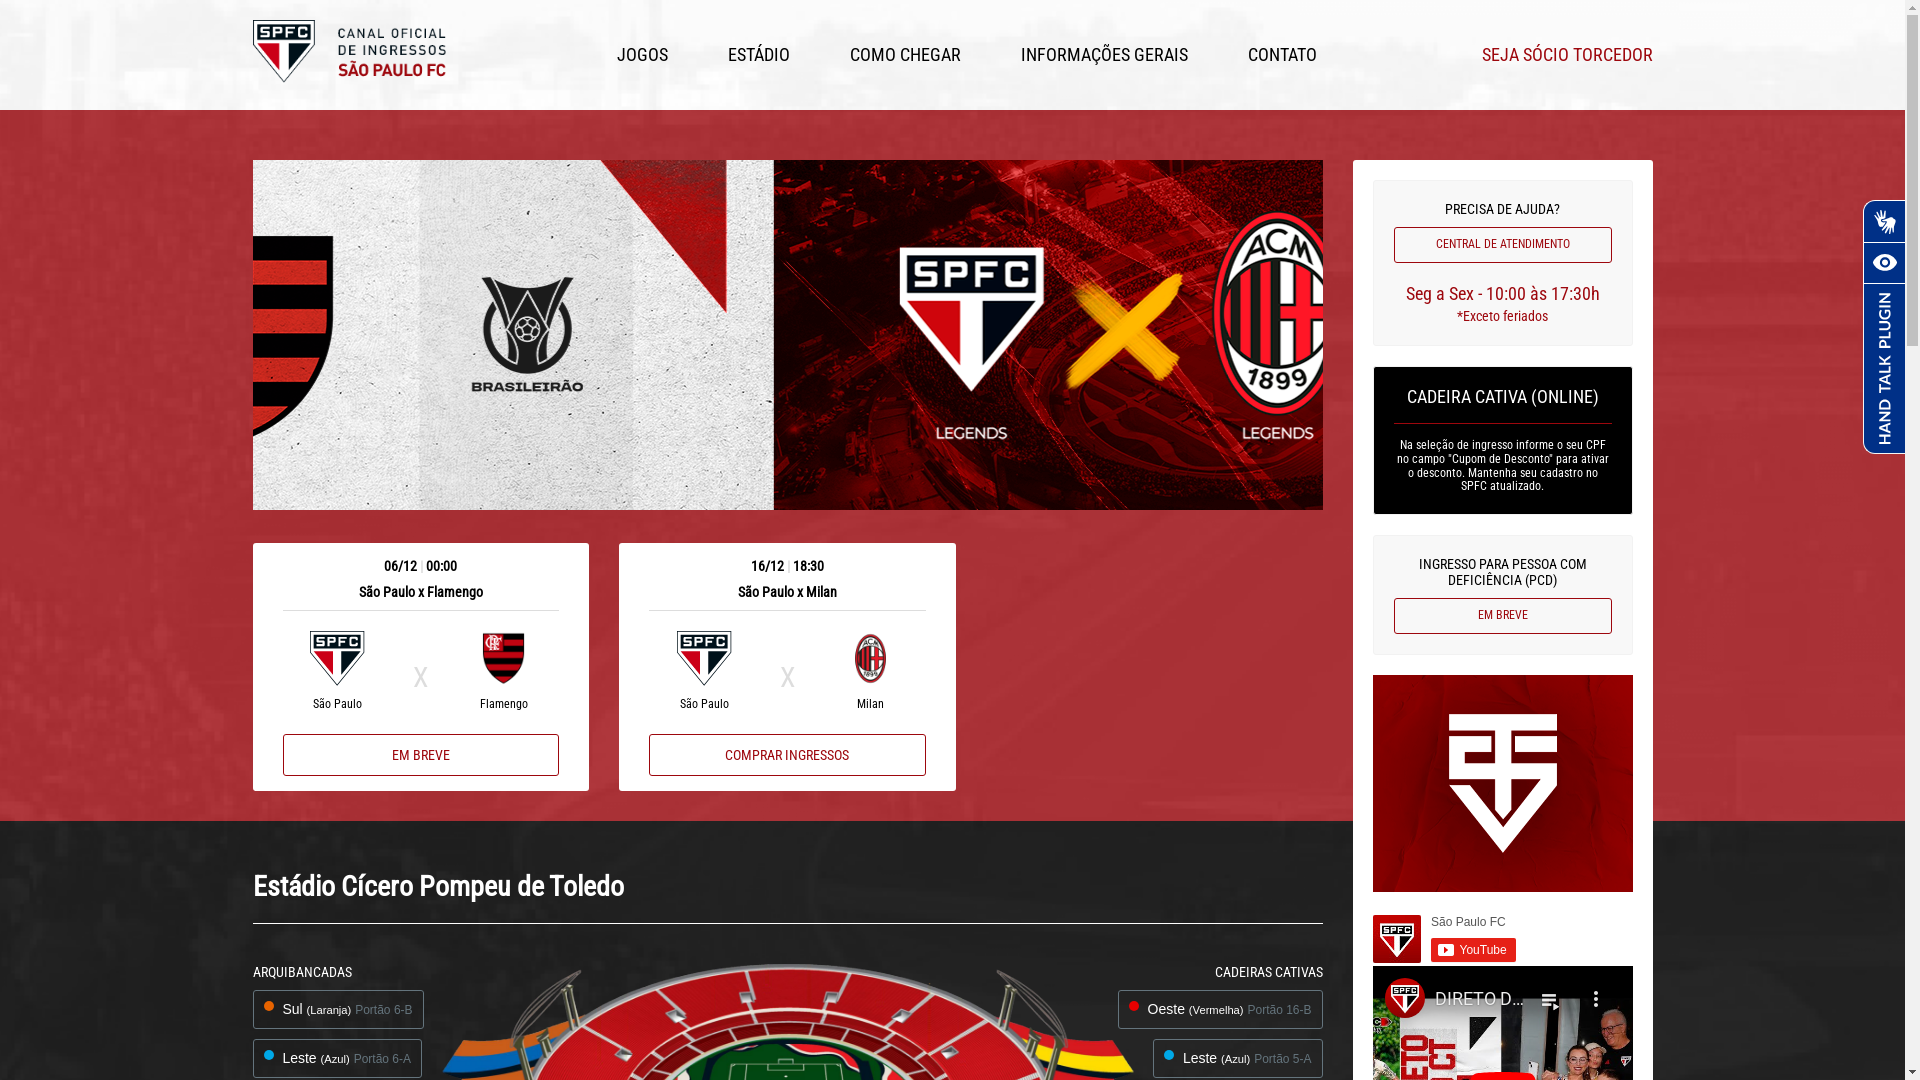 SPFC
CANAL OFICIAL
DE INGRESSOS
SÃO PAULO FC
JOGOS
ESTÁDIO
COMO CHEGAR
INFORMAÇÕES GERAIS
CONTATO
SEJA SÓCIO TORCEDOR
BRASILEIRÃO
SPFC
LEGENDS
ACM
1899
LEGENDS
06/12 | 00:00
São Paulo x Flamengo
SPFC
X
São Paulo
Flamengo
EM BREVE
16/12 | 18:30
São Paulo x Milan
SPFC
X
São Paulo
Milan
COMPRAR INGRESSOS
PRECISA DE AJUDA?
CENTRAL DE ATENDIMENTO
Seg a Sex - 10:00 às 17:30h
*Exceto feriados
CADEIRA CATIVA (ONLINE)
Na seleção de ingresso informe o seu CPF
no campo "Cupom de Desconto" para ativar
o desconto. Mantenha seu cadastro no
SPFC atualizado.
INGRESSO PARA PESSOA COM
DEFICIÊNCIA (PCD)
EM BREVE
SPFC
São Paulo FC
YouTube
SPFC
DIRETO D...
HAND TALK PLUGIN
Estádio Cícero Pompeu de Toledo
ARQUIBANCADAS
Sul (Laranja) Portão 6-B
Leste (Azul) Portão 6-A
CADEIRAS CATIVAS
Oeste (Vermelha) Portão 16-B
Leste (Azul) Portão 5-A